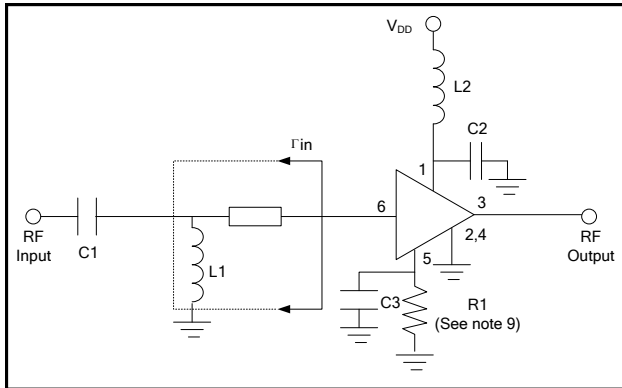 V_DD
L2
C2
Γin
1
6
3
2,4
RF
Input
C1
L1
5
RF
Output
C3
R1
(See note 9)